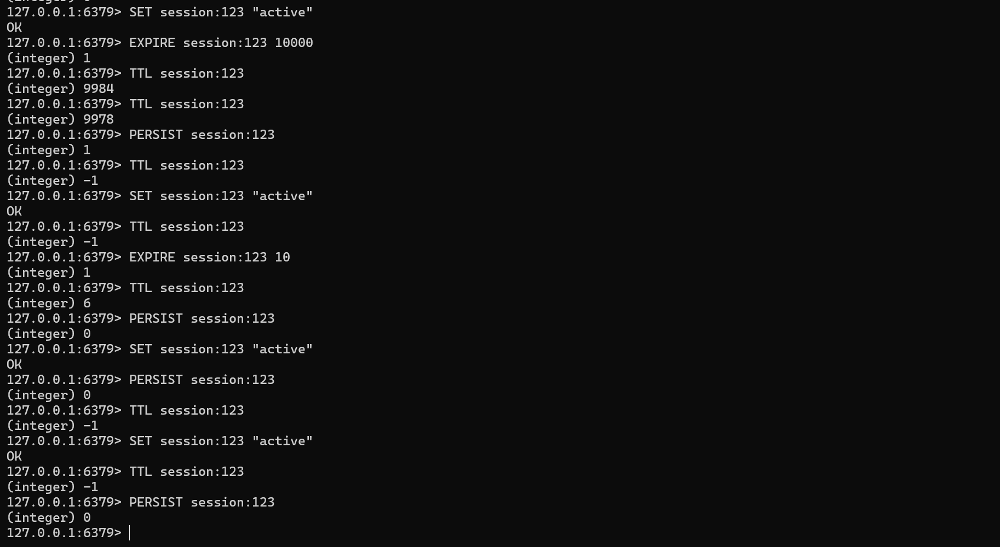 (integer) 0
127.0.0.1:6379> SET session:123 "active"
OK
127.0.0.1:6379> EXPIRE session:123 10000
(integer) 1
127.0.0.1:6379> TTL session:123
(integer) 9984
127.0.0.1:6379> TTL session:123
(integer) 9978
127.0.0.1:6379> PERSIST session:123
(integer) 1
127.0.0.1:6379> TTL session:123
(integer) -1
127.0.0.1:6379> SET session:123 "active"
OK
127.0.0.1:6379> TTL session:123
(integer) -1
127.0.0.1:6379> EXPIRE session:123 10
(integer) 1
127.0.0.1:6379> TTL session:123
(integer) 6
127.0.0.1:6379> PERSIST session:123
(integer) 0
127.0.0.1:6379> SET session:123 "active"
OK
127.0.0.1:6379> PERSIST session:123
(integer) 0
127.0.0.1:6379> TTL session:123
(integer) -1
127.0.0.1:6379> SET session:123 "active"
OK
127.0.0.1:6379> TTL session:123
(integer) -1
127.0.0.1:6379> PERSIST session:123
(integer) 0
127.0.0.1:6379>